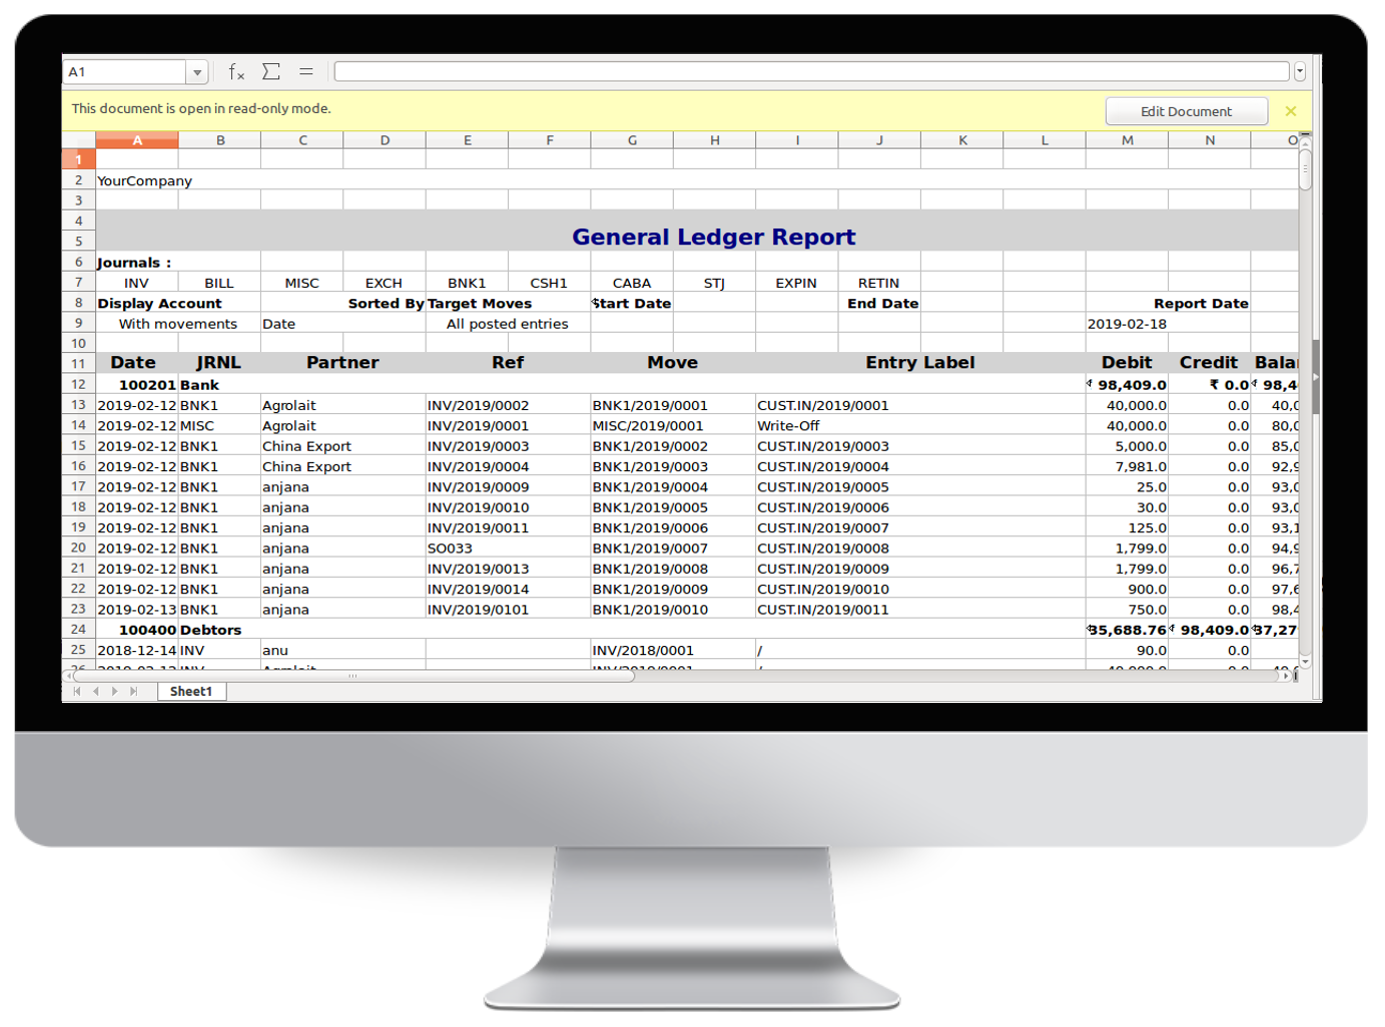 A1
This document is open in read-only mode. Edit Document
A B C D E F G H I J K L M N O
1
2 YourCompany
3
4
5 General Ledger Report
6 Journals :
7 INV BILL MISC EXCH BNK1 CSH1 CABA STJ EXPIN RETIN
8 Display Account Sorted By Target Moves Start Date End Date Report Date
9 With movements Date All posted entries 2019-02-18
10
11 Date JRNL Partner Ref Move Entry Label Debit Credit Balan
12 100201 Bank 98,409.0 ₹ 0.0 98,4
13 2019-02-12 BNK1 Agrolait INV/2019/0002 BNK1/2019/0001 CUST.IN/2019/0001 40,000.0 0.0 40,0
14 2019-02-12 MISC Agrolait INV/2019/0001 MISC/2019/0001 Write-Off 40,000.0 0.0 80,0
15 2019-02-12 BNK1 China Export INV/2019/0003 BNK1/2019/0002 CUST.IN/2019/0003 5,000.0 0.0 85,0
16 2019-02-12 BNK1 China Export INV/2019/0004 BNK1/2019/0003 CUST.IN/2019/0004 7,981.0 0.0 92,9
17 2019-02-12 BNK1 anjana INV/2019/0009 BNK1/2019/0004 CUST.IN/2019/0005 25.0 0.0 93,0
18 2019-02-12 BNK1 anjana INV/2019/0010 BNK1/2019/0005 CUST.IN/2019/0006 30.0 0.0 93,0
19 2019-02-12 BNK1 anjana INV/2019/0011 BNK1/2019/0006 CUST.IN/2019/0007 125.0 0.0 93,1
20 2019-02-12 BNK1 anjana SO033 BNK1/2019/0007 CUST.IN/2019/0008 1,799.0 0.0 94,9
21 2019-02-12 BNK1 anjana INV/2019/0013 BNK1/2019/0008 CUST.IN/2019/0009 1,799.0 0.0 96,7
22 2019-02-12 BNK1 anjana INV/2019/0014 BNK1/2019/0009 CUST.IN/2019/0010 900.0 0.0 97,6
23 2019-02-13 BNK1 anjana INV/2019/0101 BNK1/2019/0010 CUST.IN/2019/0011 750.0 0.0 98,4
24 100400 Debtors 35,688.76 98,409.0 37,27
25 2018-12-14 INV anu INV/2018/0001 / 90.0 0.0
Sheet1